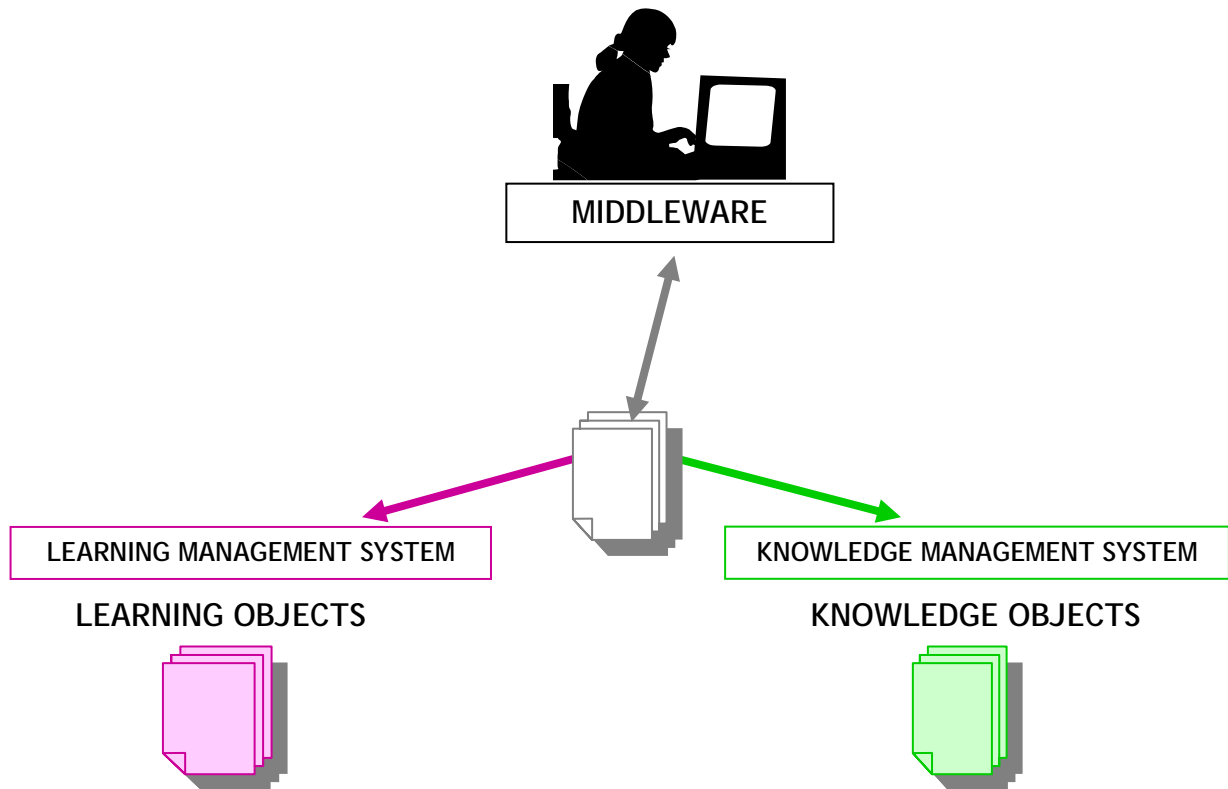 MIDDLEWARE
LEARNING MANAGEMENT SYSTEM
KNOWLEDGE MANAGEMENT SYSTEM
LEARNING OBJECTS
KNOWLEDGE OBJECTS